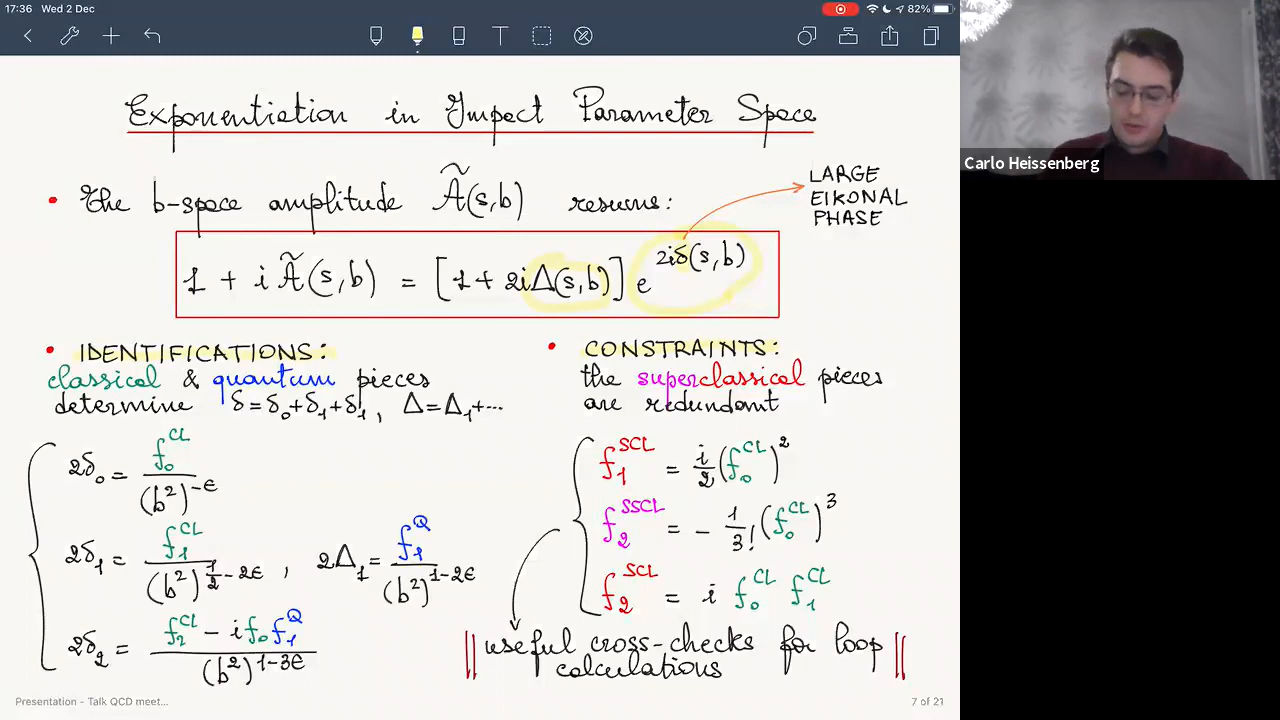 17:36 Wed 2 Dec
82%
Exponentiation in Impact Parameter Space
• The b-space amplitude Ã(s,b) resums:
LARGE
EIKONAL
PHASE
1 + i Ã(s,b) = [1 + 2iΔ(s,b)] e^{2iδ(s,b)}
• IDENTIFICATIONS:
classical & quantum pieces
determine δ=δ₀+δ₁+δ₁, Δ=Δ₁+...
2δ₀ = f₀^{CL} / (b²)^{-ε}
2δ₁ = f₁^{CL} / (b²)^{1/2-2ε}, 2Δ₁ = f₁^{Q} / (b²)^{1-2ε}
2δ₂ = (f₂^{CL} - i f₀ f₁^{Q}) / (b²)^{1-3ε}
• CONSTRAINTS:
the superclassical pieces
are redundant
f₁^{SCL} = i/2 (f₀^{CL})²
f₂^{SSCL} = - 1/3! (f₀^{CL})³
f₂^{SCL} = i f₀^{CL} f₁^{CL}
|| useful cross-checks for loop ||
calculations
Presentation - Talk QCD meet...
7 of 21
Carlo Heissenberg